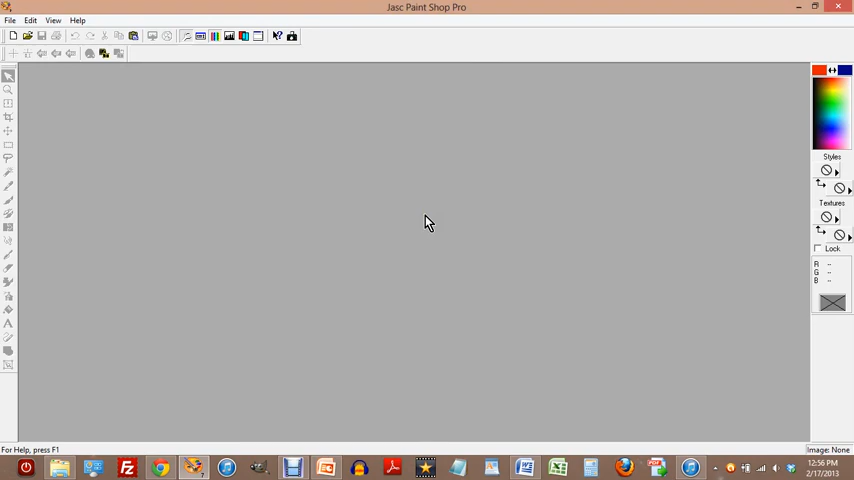 Jasc Paint Shop Pro
File Edit View Help
Styles
Textures
Lock
R --
G --
B --
For Help, press F1
Image: None
12:56 PM
2/17/2013